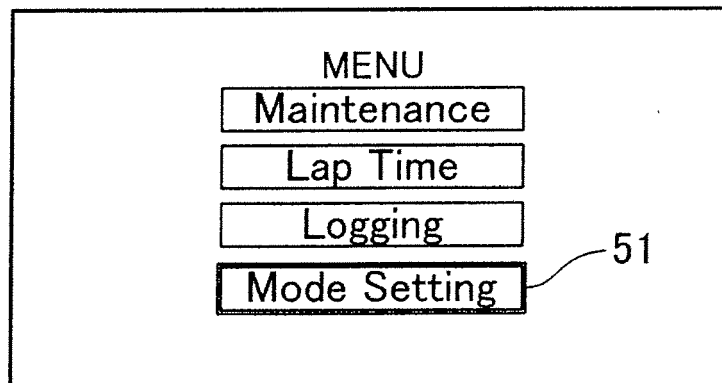 MENU
Maintenance
Lap Time
Logging
Mode Setting
51